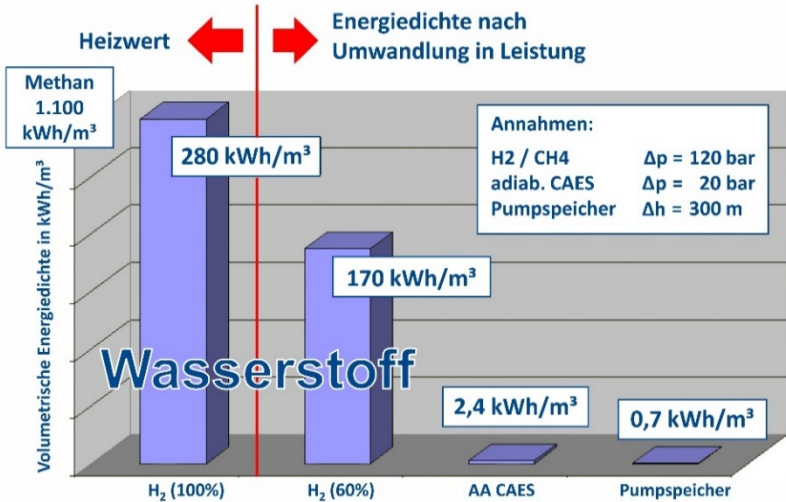 Heizwert
Energiedichte nach
Umwandlung in Leistung
Methan
1.100
kWh/m³
280 kWh/m³
Annahmen:
H2 / CH4 Δp = 120 bar
adiab. CAES Δp = 20 bar
Pumpspeicher Δh = 300 m
170 kWh/m³
Volumetrische Energiedichte in kWh/m³
Wasserstoff
2,4 kWh/m³
0,7 kWh/m³
H₂ (100%)
H₂ (60%)
AA CAES
Pumpspeicher